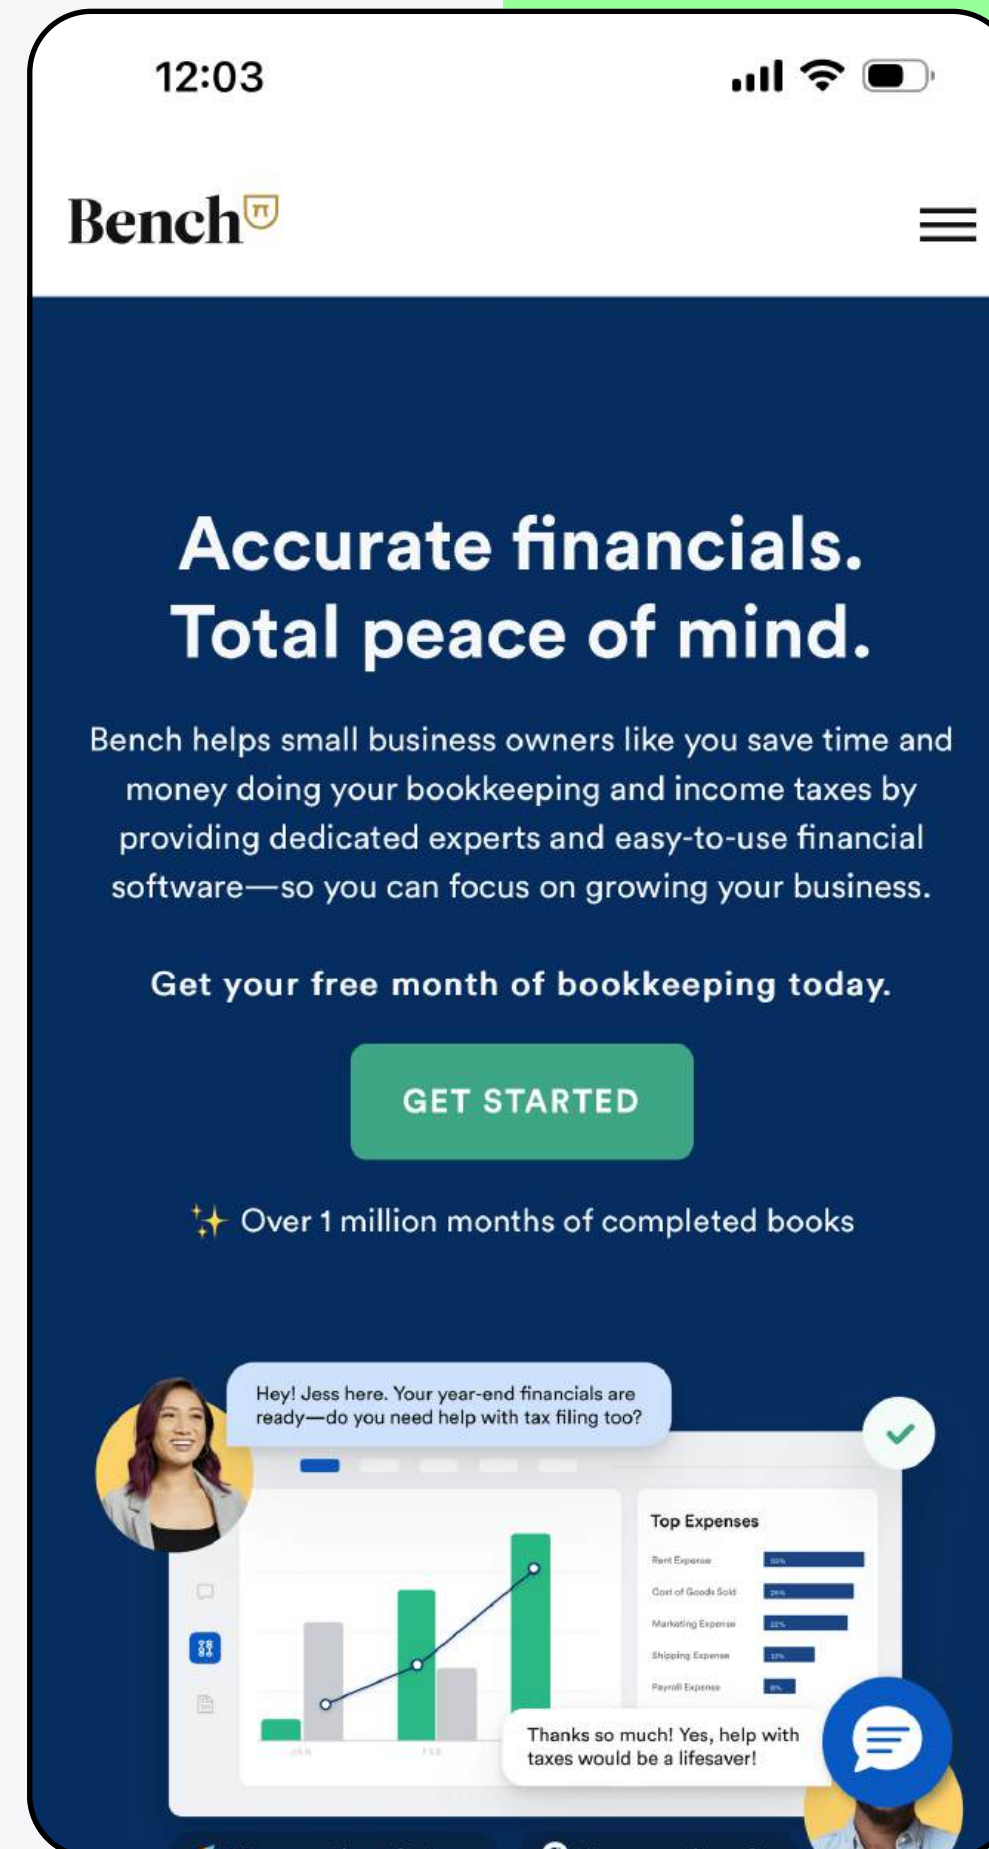 12:03
Bench
Accurate financials.
Total peace of mind.
Bench helps small business owners like you save time and
money doing your bookkeeping and income taxes by
providing dedicated experts and easy-to-use financial
software—so you can focus on growing your business.
Get your free month of bookkeeping today.
GET STARTED
✨ Over 1 million months of completed books
Hey! Jess here. Your year-end financials are
ready—do you need help with tax filing too?
Top Expenses
Rent Expense
Cost of Goods Sold
Marketing Expense
Shipping Expense
Payroll Expense
JAN
FEB
Thanks so much! Yes, help with
taxes would be a lifesaver!